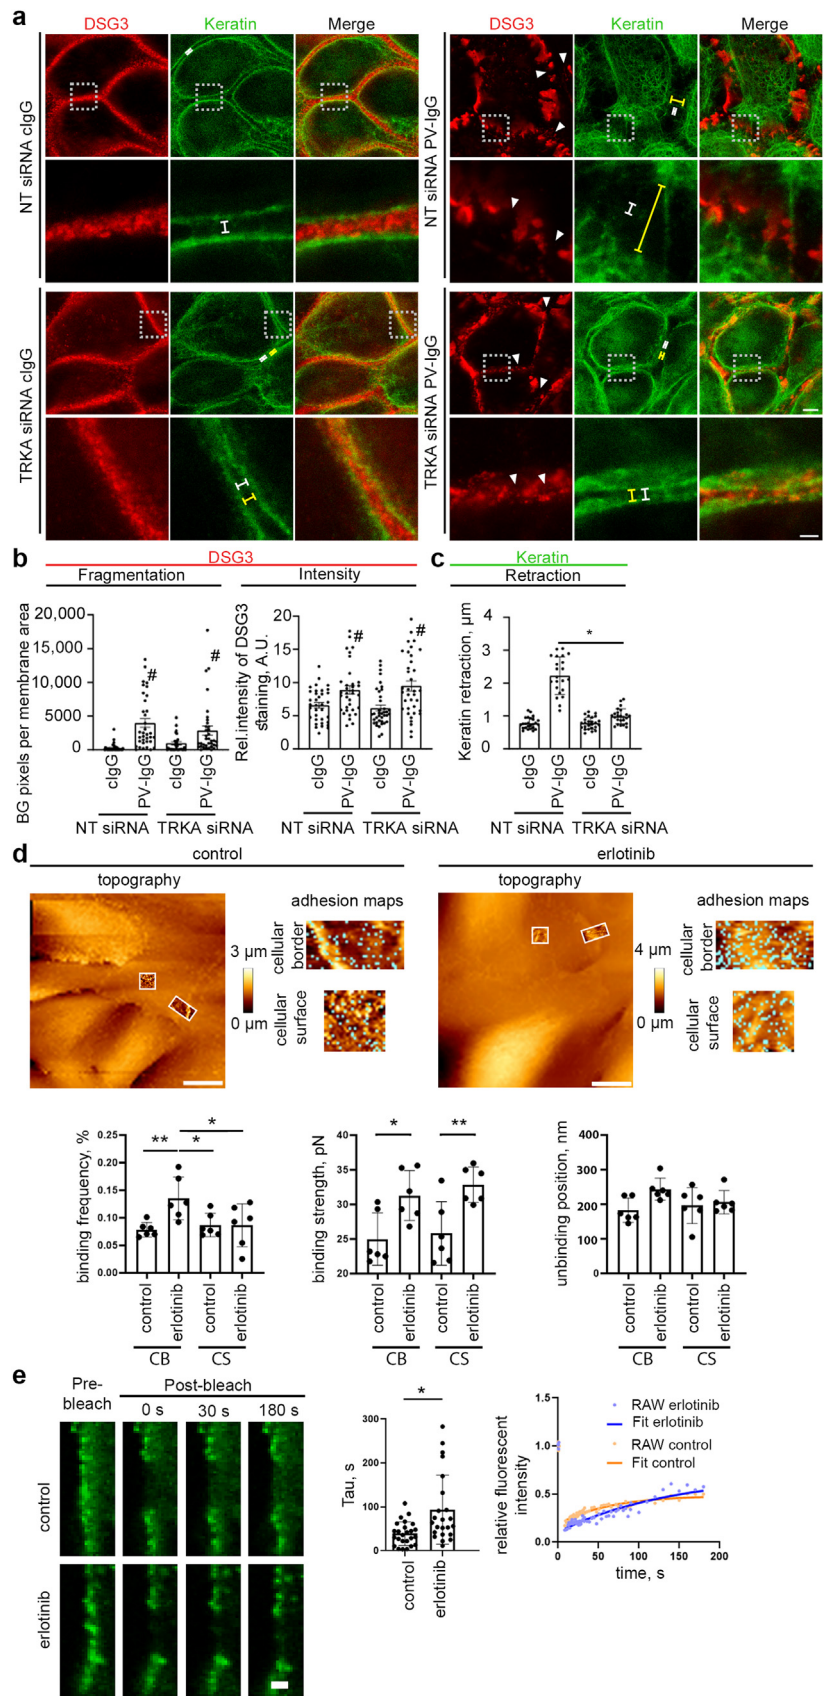 a
DSG3 Keratin Merge DSG3 Keratin Merge
NT siRNA cIgG
NT siRNA PV-IgG
TRKA siRNA cIgG
TRKA siRNA PV-IgG
b DSG3
Fragmentation Intensity
BG pixels per membrane area
20,000
15,000
10,000
5000
0
#
#
cIgG PV-IgG cIgG PV-IgG
NT siRNA TRKA siRNA
Rel.intensity of DSG3
staining, A.U.
20
15
10
5
0
#
#
cIgG PV-IgG cIgG PV-IgG
NT siRNA TRKA siRNA
c Keratin
Retraction
Keratin retraction, µm
4
3
2
1
0
*
cIgG PV-IgG cIgG PV-IgG
NT siRNA TRKA siRNA
d control erlotinib
topography adhesion maps
3 µm
0 µm
cellular
border
cellular
surface
topography adhesion maps
4 µm
0 µm
cellular
border
cellular
surface
binding frequency, %
0.25
0.20
0.15
0.10
0.05
0.00
*
** *
control erlotinib control erlotinib
CB CS
binding strength, pN
40
35
30
25
20
* **
control erlotinib control erlotinib
CB CS
unbinding position, nm
400
300
200
100
0
control erlotinib control erlotinib
CB CS
e
Pre-
bleach
Post-bleach
0 s 30 s 180 s
control
erlotinib
Tau, s
300
200
100
0
*
control erlotinib
relative fluorescent
intensity
1.5
1.0
0.5
0.0
RAW erlotinib
Fit erlotinib
RAW control
Fit control
50 100 150 200
time, s